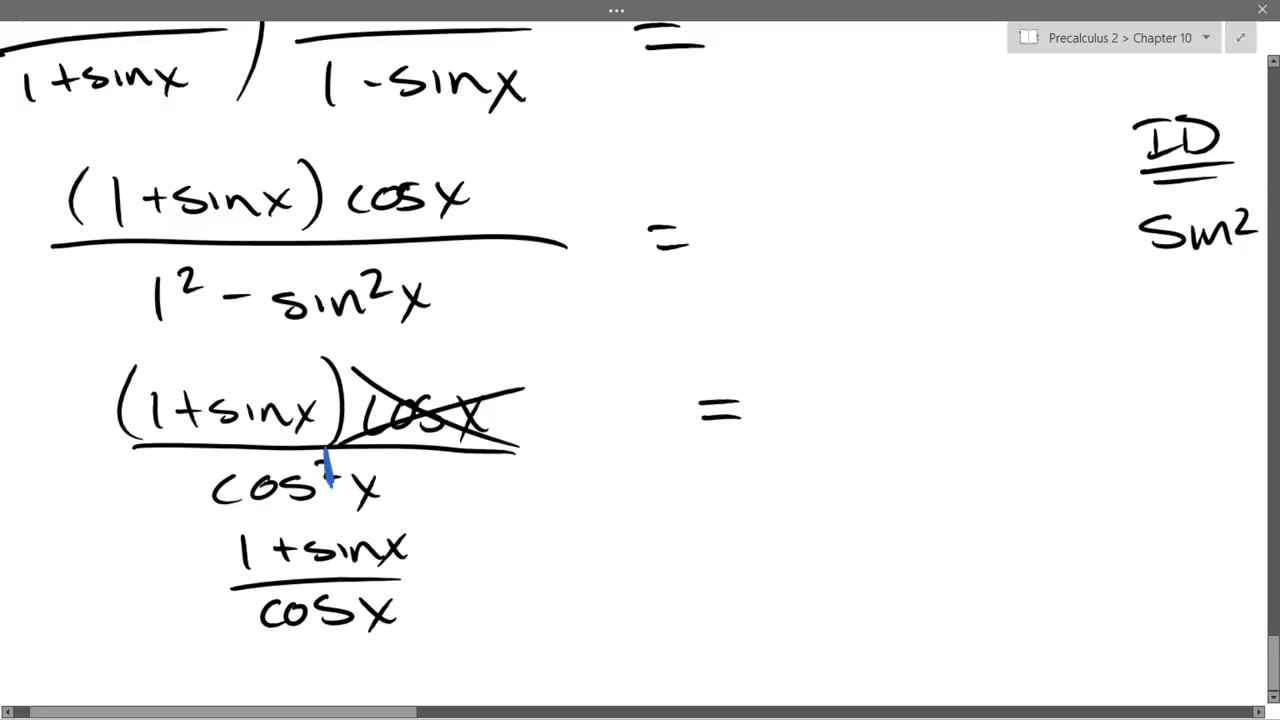 Precalculus 2 > Chapter 10
1+sinx ) 1-sinx =
ID
sin²
(1+sinx) cosx
=
1² - sin²x
(1+sinx) cosx
=
cos²x
1+sinx
cosx